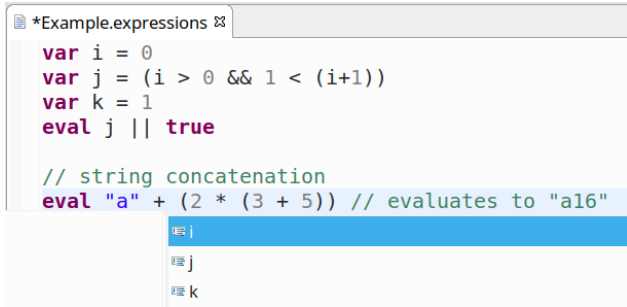 *Example.expressions
var i = 0
var j = (i > 0 && 1 < (i+1))
var k = 1
eval j || true
// string concatenation
eval "a" + (2 * (3 + 5)) // evaluates to "a16"
i
j
k